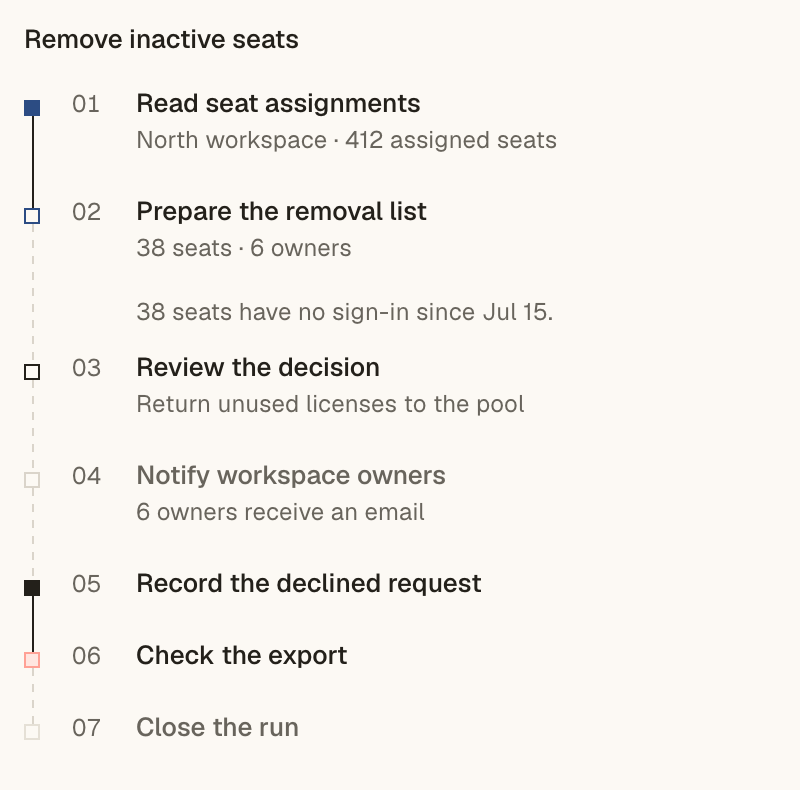 Remove inactive seats
01 Read seat assignments
North workspace · 412 assigned seats
02 Prepare the removal list
38 seats · 6 owners
38 seats have no sign-in since Jul 15.
03 Review the decision
Return unused licenses to the pool
04 Notify workspace owners
6 owners receive an email
05 Record the declined request
06 Check the export
07 Close the run